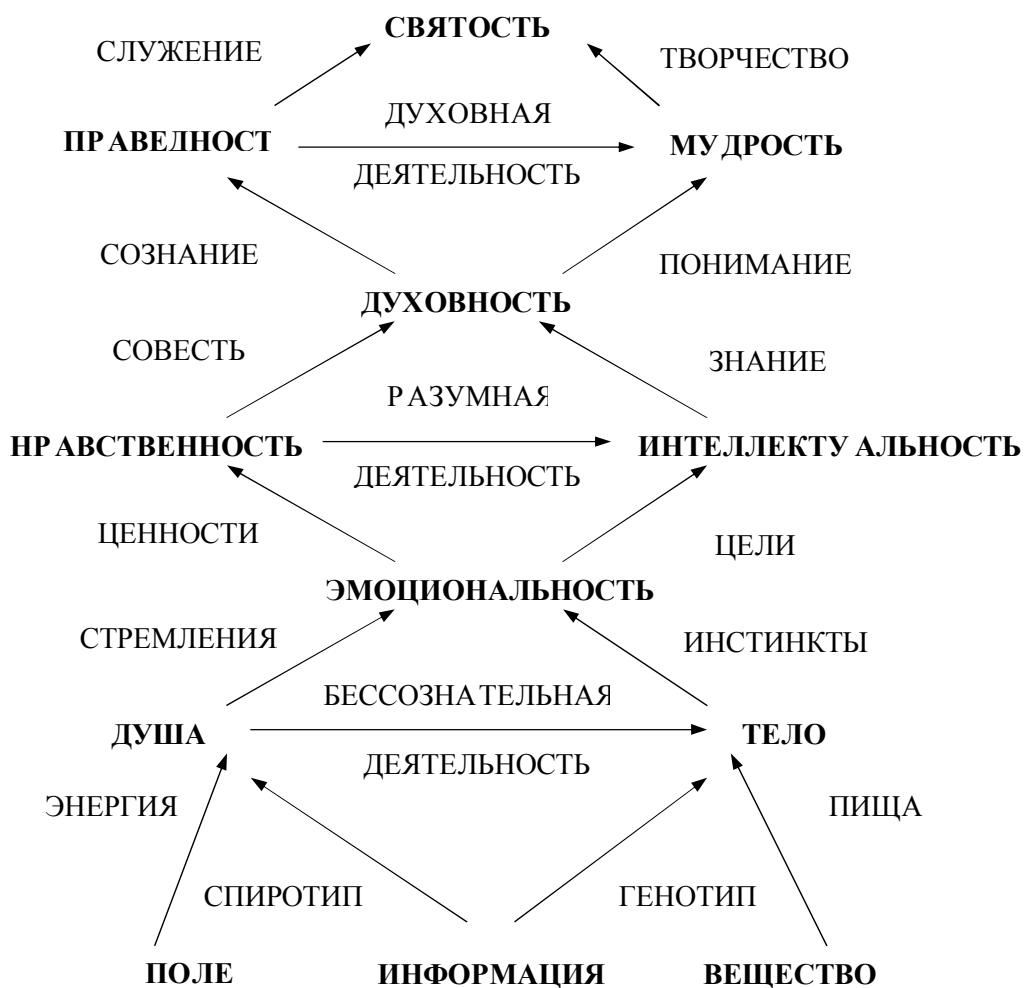 СВЯТОСТЬ
СЛУЖЕНИЕ
ТВОРЧЕСТВО
ДУХОВНАЯ
ПРАВЕДНОСТ
МУДРОСТЬ
ДЕЯТЕЛЬНОСТЬ
СОЗНАНИЕ
ПОНИМАНИЕ
ДУХОВНОСТЬ
СОВЕСТЬ
ЗНАНИЕ
РАЗУМНАЯ
НРАВСТВЕННОСТЬ
ИНТЕЛЛЕКТУАЛЬНОСТЬ
ДЕЯТЕЛЬНОСТЬ
ЦЕННОСТИ
ЦЕЛИ
ЭМОЦИОНАЛЬНОСТЬ
СТРЕМЛЕНИЯ
ИНСТИНКТЫ
БЕССОЗНАТЕЛЬНАЯ
ДУША
ТЕЛО
ДЕЯТЕЛЬНОСТЬ
ЭНЕРГИЯ
ПИЩА
СПИРОТИП
ГЕНОТИП
ПОЛЕ
ИНФОРМАЦИЯ
ВЕЩЕСТВО